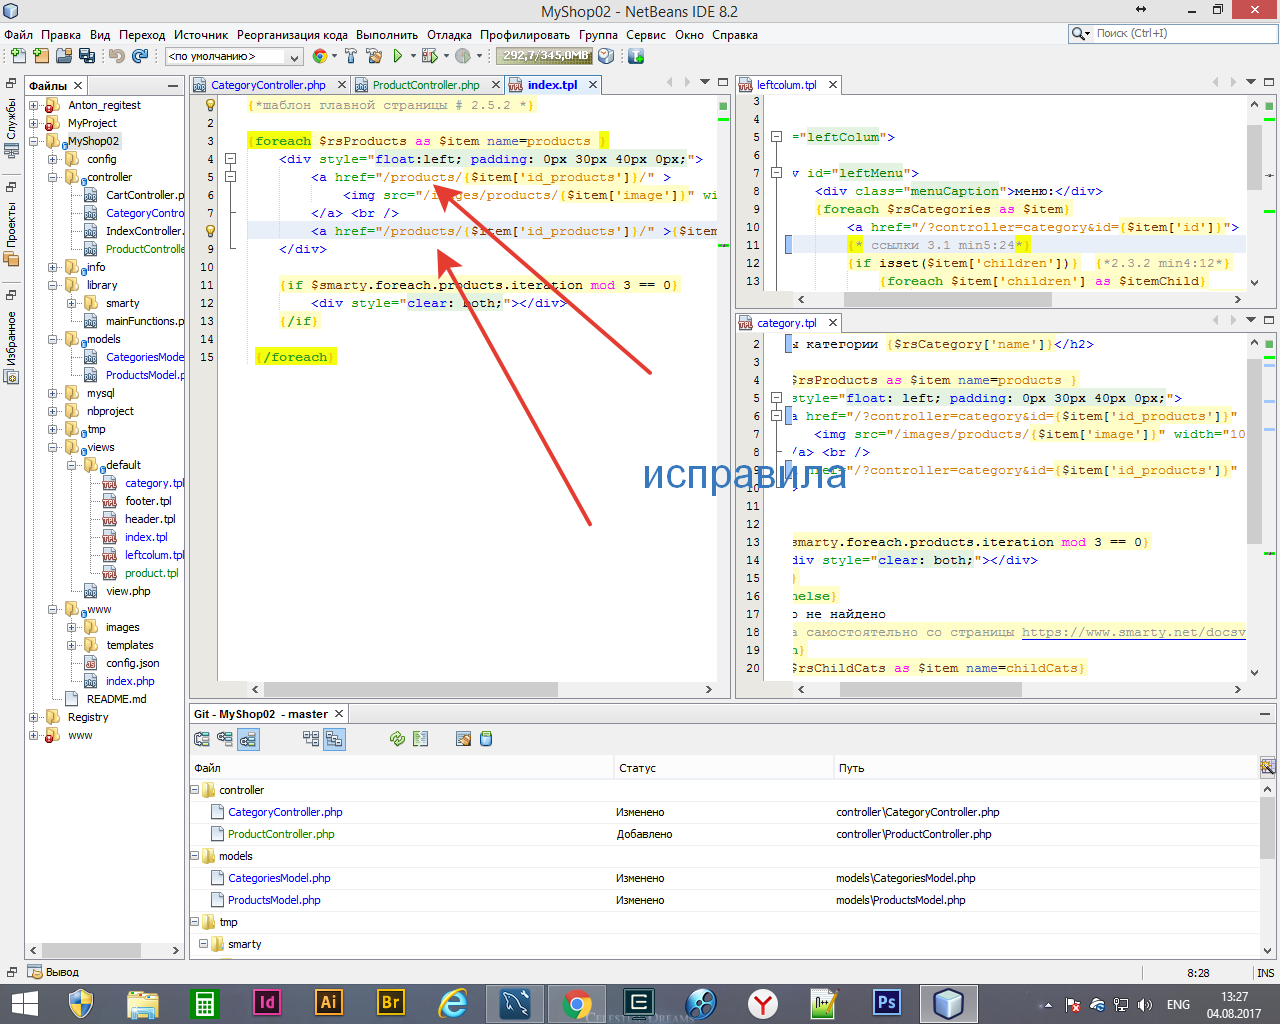 MyShop02 - NetBeans IDE 8.2
Файл Правка Вид Переход Источник Реорганизация кода Выполнить Отладка Профилировать Группа Сервис Окно Справка
Поиск (Ctrl+I)
<по умолчанию>
292,7/345,0MB
Службы
Проекты
Избранное
Файлы
Anton_regitest
MyProject
MyShop02
config
controller
CartController.p
CategoryContro
IndexController.
ProductControlle
info
library
smarty
mainFunctions.p
models
CategoriesMode
ProductsModel.p
mysql
nbproject
tmp
views
default
category.tpl
footer.tpl
header.tpl
index.tpl
leftcolum.tpl
product.tpl
view.php
www
images
templates
config.json
index.php
README.md
Registry
www
CategoryController.php ProductController.php index.tpl
{*шаблон главной страницы # 2.5.2 *}
2
3 {foreach $rsProducts as $item name=products }
4 <div style="float:left; padding: 0px 30px 40px 0px;">
5 <a href="/products/{$item['id_products']}/" >
6 <img src="/images/products/{$item['image']}" wi
7 </a> <br />
<a href="/products/{$item['id_products']}/" >{$item
9 </div>
10
11 {if $smarty.foreach.products.iteration mod 3 == 0}
12 <div style="clear: both;"></div>
13 {/if}
14
15 {/foreach}
исправила
leftcolum.tpl
3
4
5 ="leftColum">
6
7 v id="leftMenu">
8 <div class="menuCaption">меню:</div>
9 {foreach $rsCategories as $item}
10 <a href="/?controller=category&id={$item['id']}">
11 {* ссылки 3.1 min5:24*}
12 {if isset($item['children'])} {*2.3.2 min4:12*}
13 {foreach $item['children'] as $itemChild}
category.tpl
2 ы категории {$rsCategory['name']}</h2>
3
4 $rsProducts as $item name=products }
5 style="float: left; padding: 0px 30px 40px 0px;">
6 a href="/?controller=category&id={$item['id_products']}"
7 <img src="/images/products/{$item['image']}" width="10
8 /a> <br />
href="/?controller=category&id={$item['id_products']}"
11
12
13 smarty.foreach.products.iteration mod 3 == 0}
14 div style="clear: both;"></div>
15 }
16 nelse}
17 о не найдено
18 а самостоятельно со страницы https://www.smarty.net/docsv
19 n}
20 $rsChildCats as $item name=childCats}
Git - MyShop02 - master
Файл Статус Путь
controller
CategoryController.php Изменено controller\CategoryController.php
ProductController.php Добавлено controller\ProductController.php
models
CategoriesModel.php Изменено models\CategoriesModel.php
ProductsModel.php Изменено models\ProductsModel.php
tmp
smarty
Вывод
8:28 INS
Id Ai Br Ps
ENG
13:27
04.08.2017